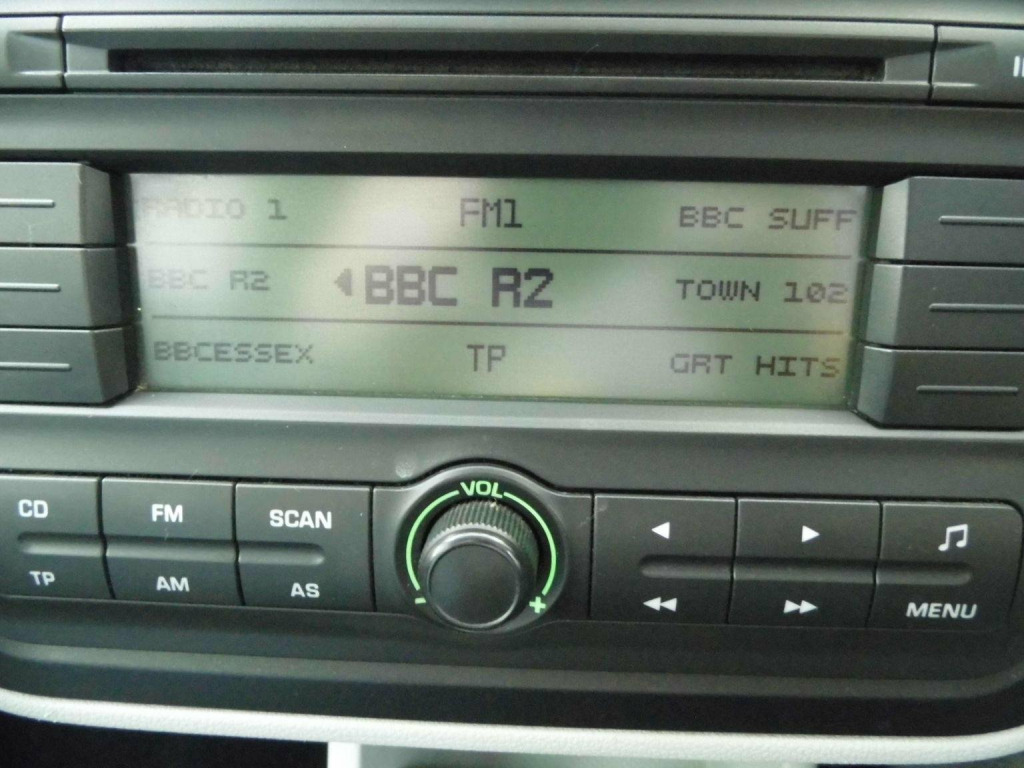 RADIO 1 FM1 BBC SUFF
BBC R2 BBC R2 TOWN 102
BBCESSEX TP GRT HITS
VOL
CD FM SCAN
TP AM AS - + MENU